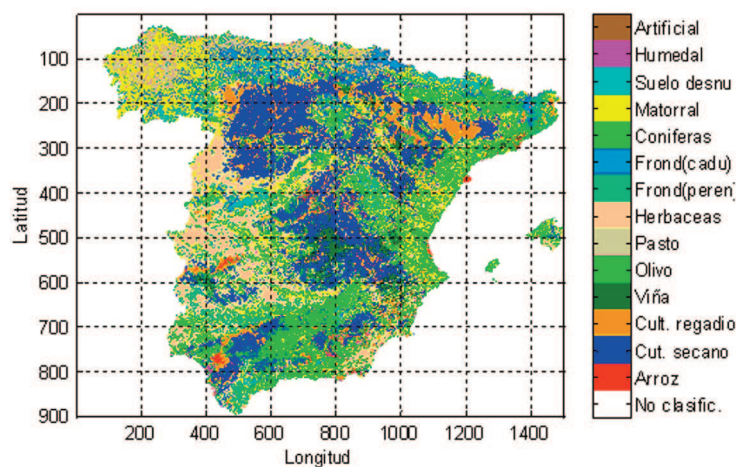 100
200
300
400
500
600
700
800
900
Latitud
200 400 600 800 1000 1200 1400
Longitud
Artificial
Humedal
Suelo desnu
Matorral
Coniferas
Frond(cadu)
Frond(peren)
Herbaceas
Pasto
Olivo
Viña
Cult. regadio
Cut. secano
Arroz
No clasific.